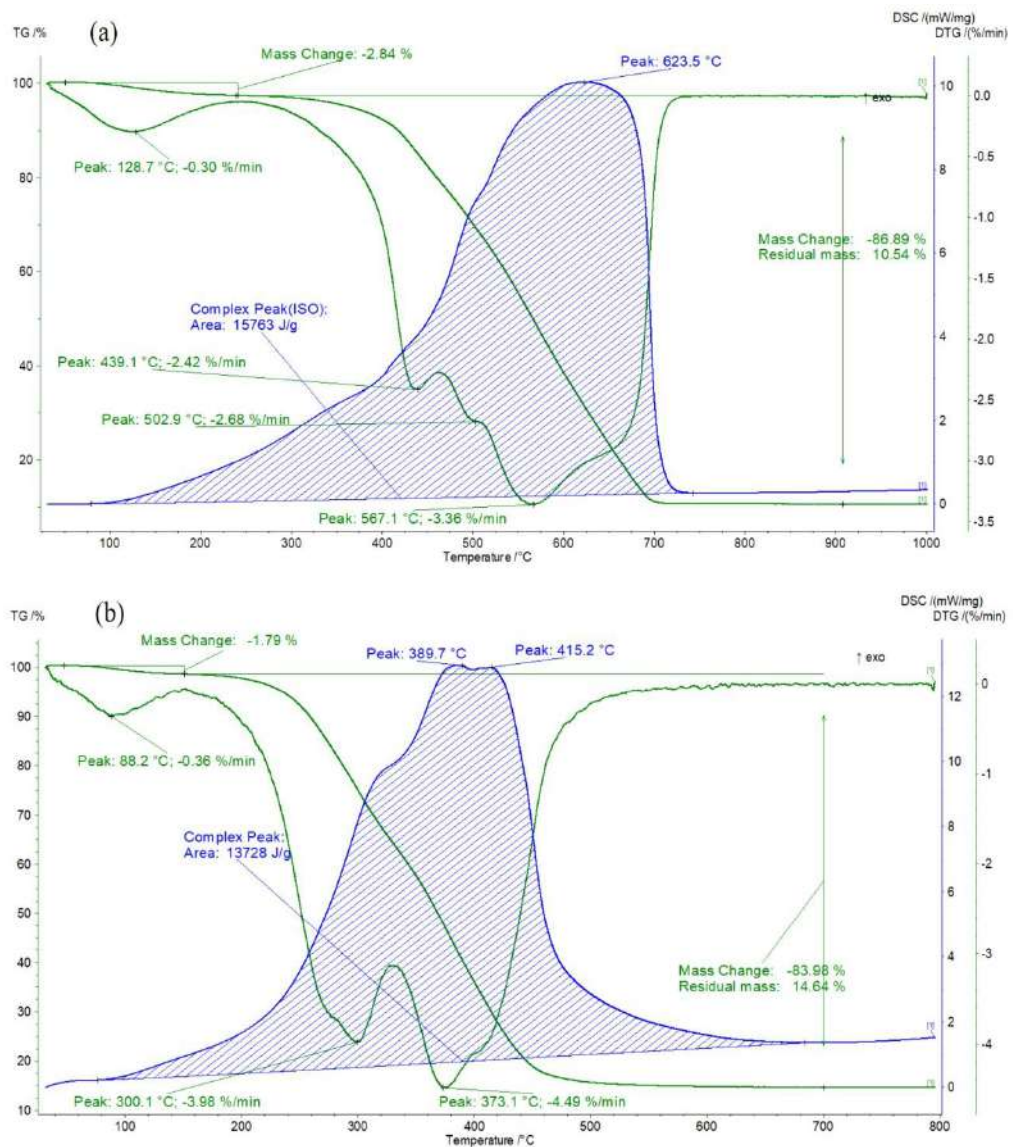 (a)
TG /%
DSC /(mW/mg)
DTG /(%/min)
Mass Change: -2.84 %
Peak: 623.5 °C
[1]
↑ exo
Peak: 128.7 °C; -0.30 %/min
Mass Change: -86.89 %
Residual mass: 10.54 %
Complex Peak(ISO):
Area: 15763 J/g
Peak: 439.1 °C; -2.42 %/min
Peak: 502.9 °C; -2.68 %/min
Peak: 567.1 °C; -3.36 %/min
[1]
[1]
100
80
60
40
20
10
8
6
4
2
0
0.0
-0.5
-1.0
-1.5
-2.0
-2.5
-3.0
-3.5
100 200 300 400 500 600 700 800 900 1000
Temperature /°C
(b)
TG /%
DSC /(mW/mg)
DTG /(%/min)
Mass Change: -1.79 %
Peak: 389.7 °C
Peak: 415.2 °C
↑ exo
Peak: 88.2 °C; -0.36 %/min
Complex Peak:
Area: 13728 J/g
Mass Change: -83.98 %
Residual mass: 14.64 %
Peak: 300.1 °C; -3.98 %/min
Peak: 373.1 °C; -4.49 %/min
100
90
80
70
60
50
40
30
20
10
12
10
8
6
4
2
0
0
-1
-2
-3
-4
100 200 300 400 500 600 700 800
Temperature /°C